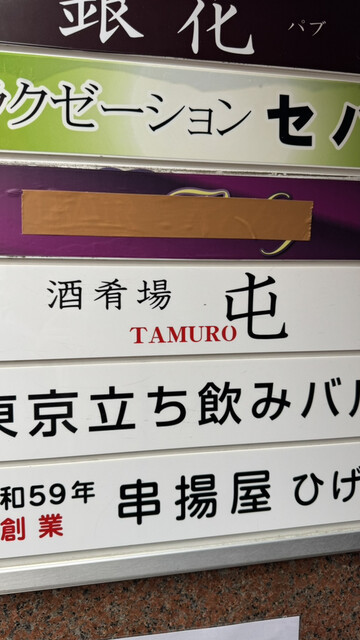 銀化 パブ
クゼーション セパ
酒肴場 屯
TAMURO
東京立ち飲みバル
和59年 串揚屋 ひげ
創業